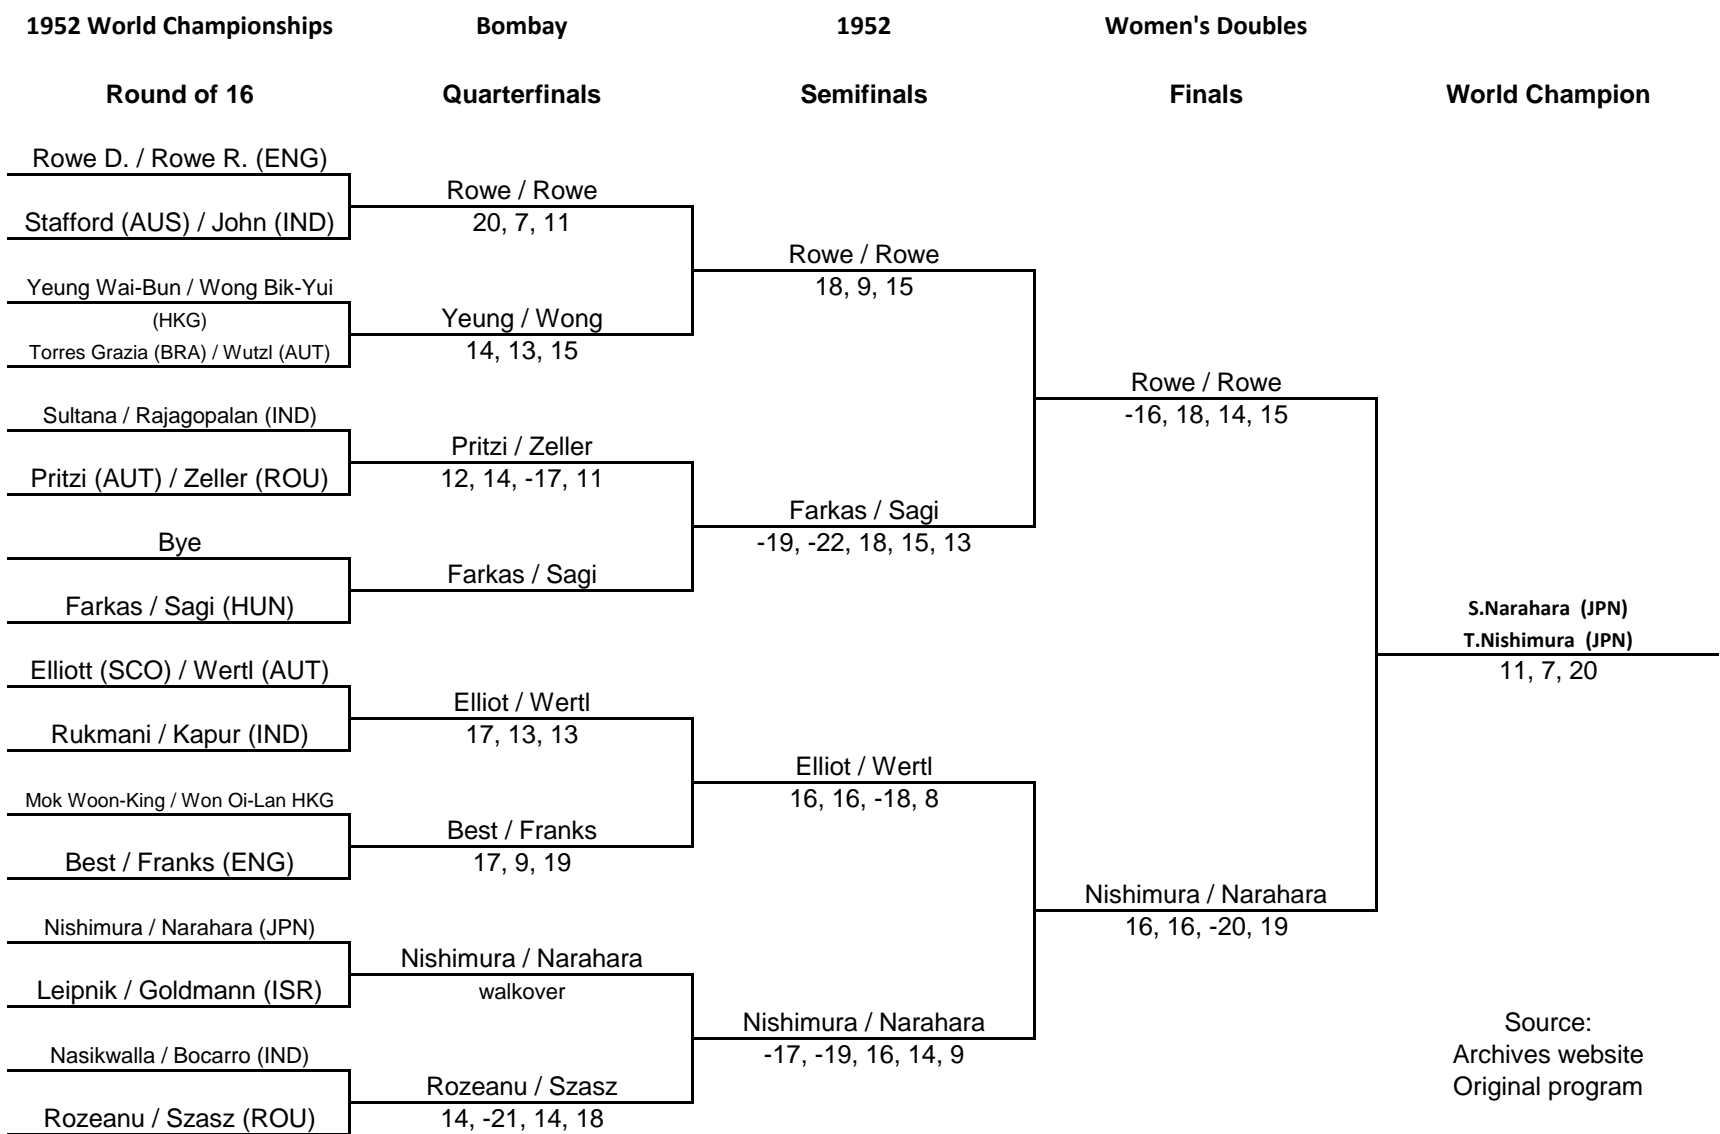 1952 World Championships Bombay 1952 Women's Doubles
Round of 16 Quarterfinals Semifinals Finals World Champion
Rowe D. / Rowe R. (ENG)
Rowe / Rowe
Stafford (AUS) / John (IND) 20, 7, 11
Rowe / Rowe
Yeung Wai-Bun / Wong Bik-Yui 18, 9, 15
(HKG) Yeung / Wong
Torres Grazia (BRA) / Wutzl (AUT) 14, 13, 15
Rowe / Rowe
Sultana / Rajagopalan (IND) -16, 18, 14, 15
Pritzi / Zeller
Pritzi (AUT) / Zeller (ROU) 12, 14, -17, 11
Farkas / Sagi
Bye -19, -22, 18, 15, 13
Farkas / Sagi
Farkas / Sagi (HUN) S.Narahara (JPN)
T.Nishimura (JPN)
Elliott (SCO) / Wertl (AUT) 11, 7, 20
Elliot / Wertl
Rukmani / Kapur (IND) 17, 13, 13
Elliot / Wertl
Mok Woon-King / Won Oi-Lan HKG 16, 16, -18, 8
Best / Franks
Best / Franks (ENG) 17, 9, 19
Nishimura / Narahara
Nishimura / Narahara (JPN) 16, 16, -20, 19
Nishimura / Narahara
Leipnik / Goldmann (ISR) walkover
Nishimura / Narahara Source:
Nasikwalla / Bocarro (IND) -17, -19, 16, 14, 9 Archives website
Rozeanu / Szasz Original program
Rozeanu / Szasz (ROU) 14, -21, 14, 18